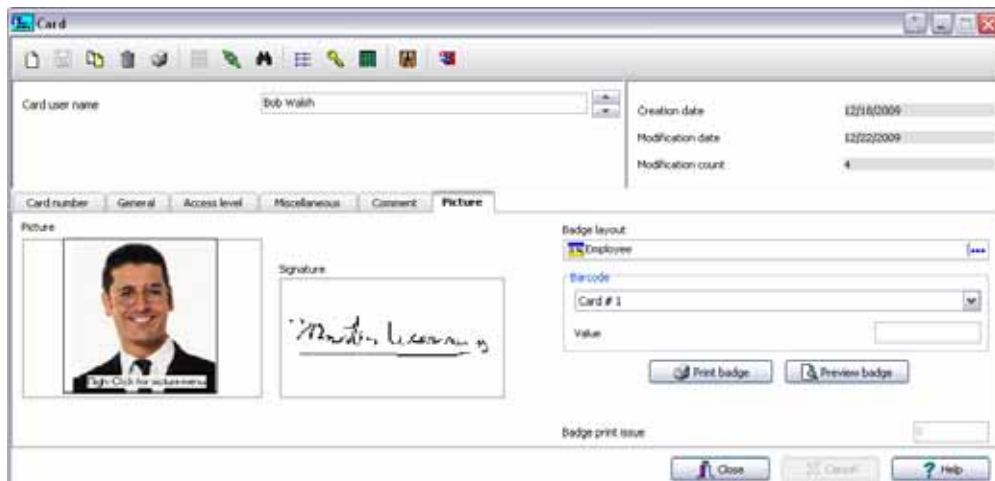 Card
Card user name
Bob Walsh
Creation date 12/18/2009
Modification date 12/22/2009
Modification count 4
Card number General Access level Miscellaneous Comment Picture
Picture
Signature
Right-Click for picture menu
Badge layout
Employee
Barcode
Card # 1
Value
Print badge Preview badge
Badge print issue
Close Cancel Help